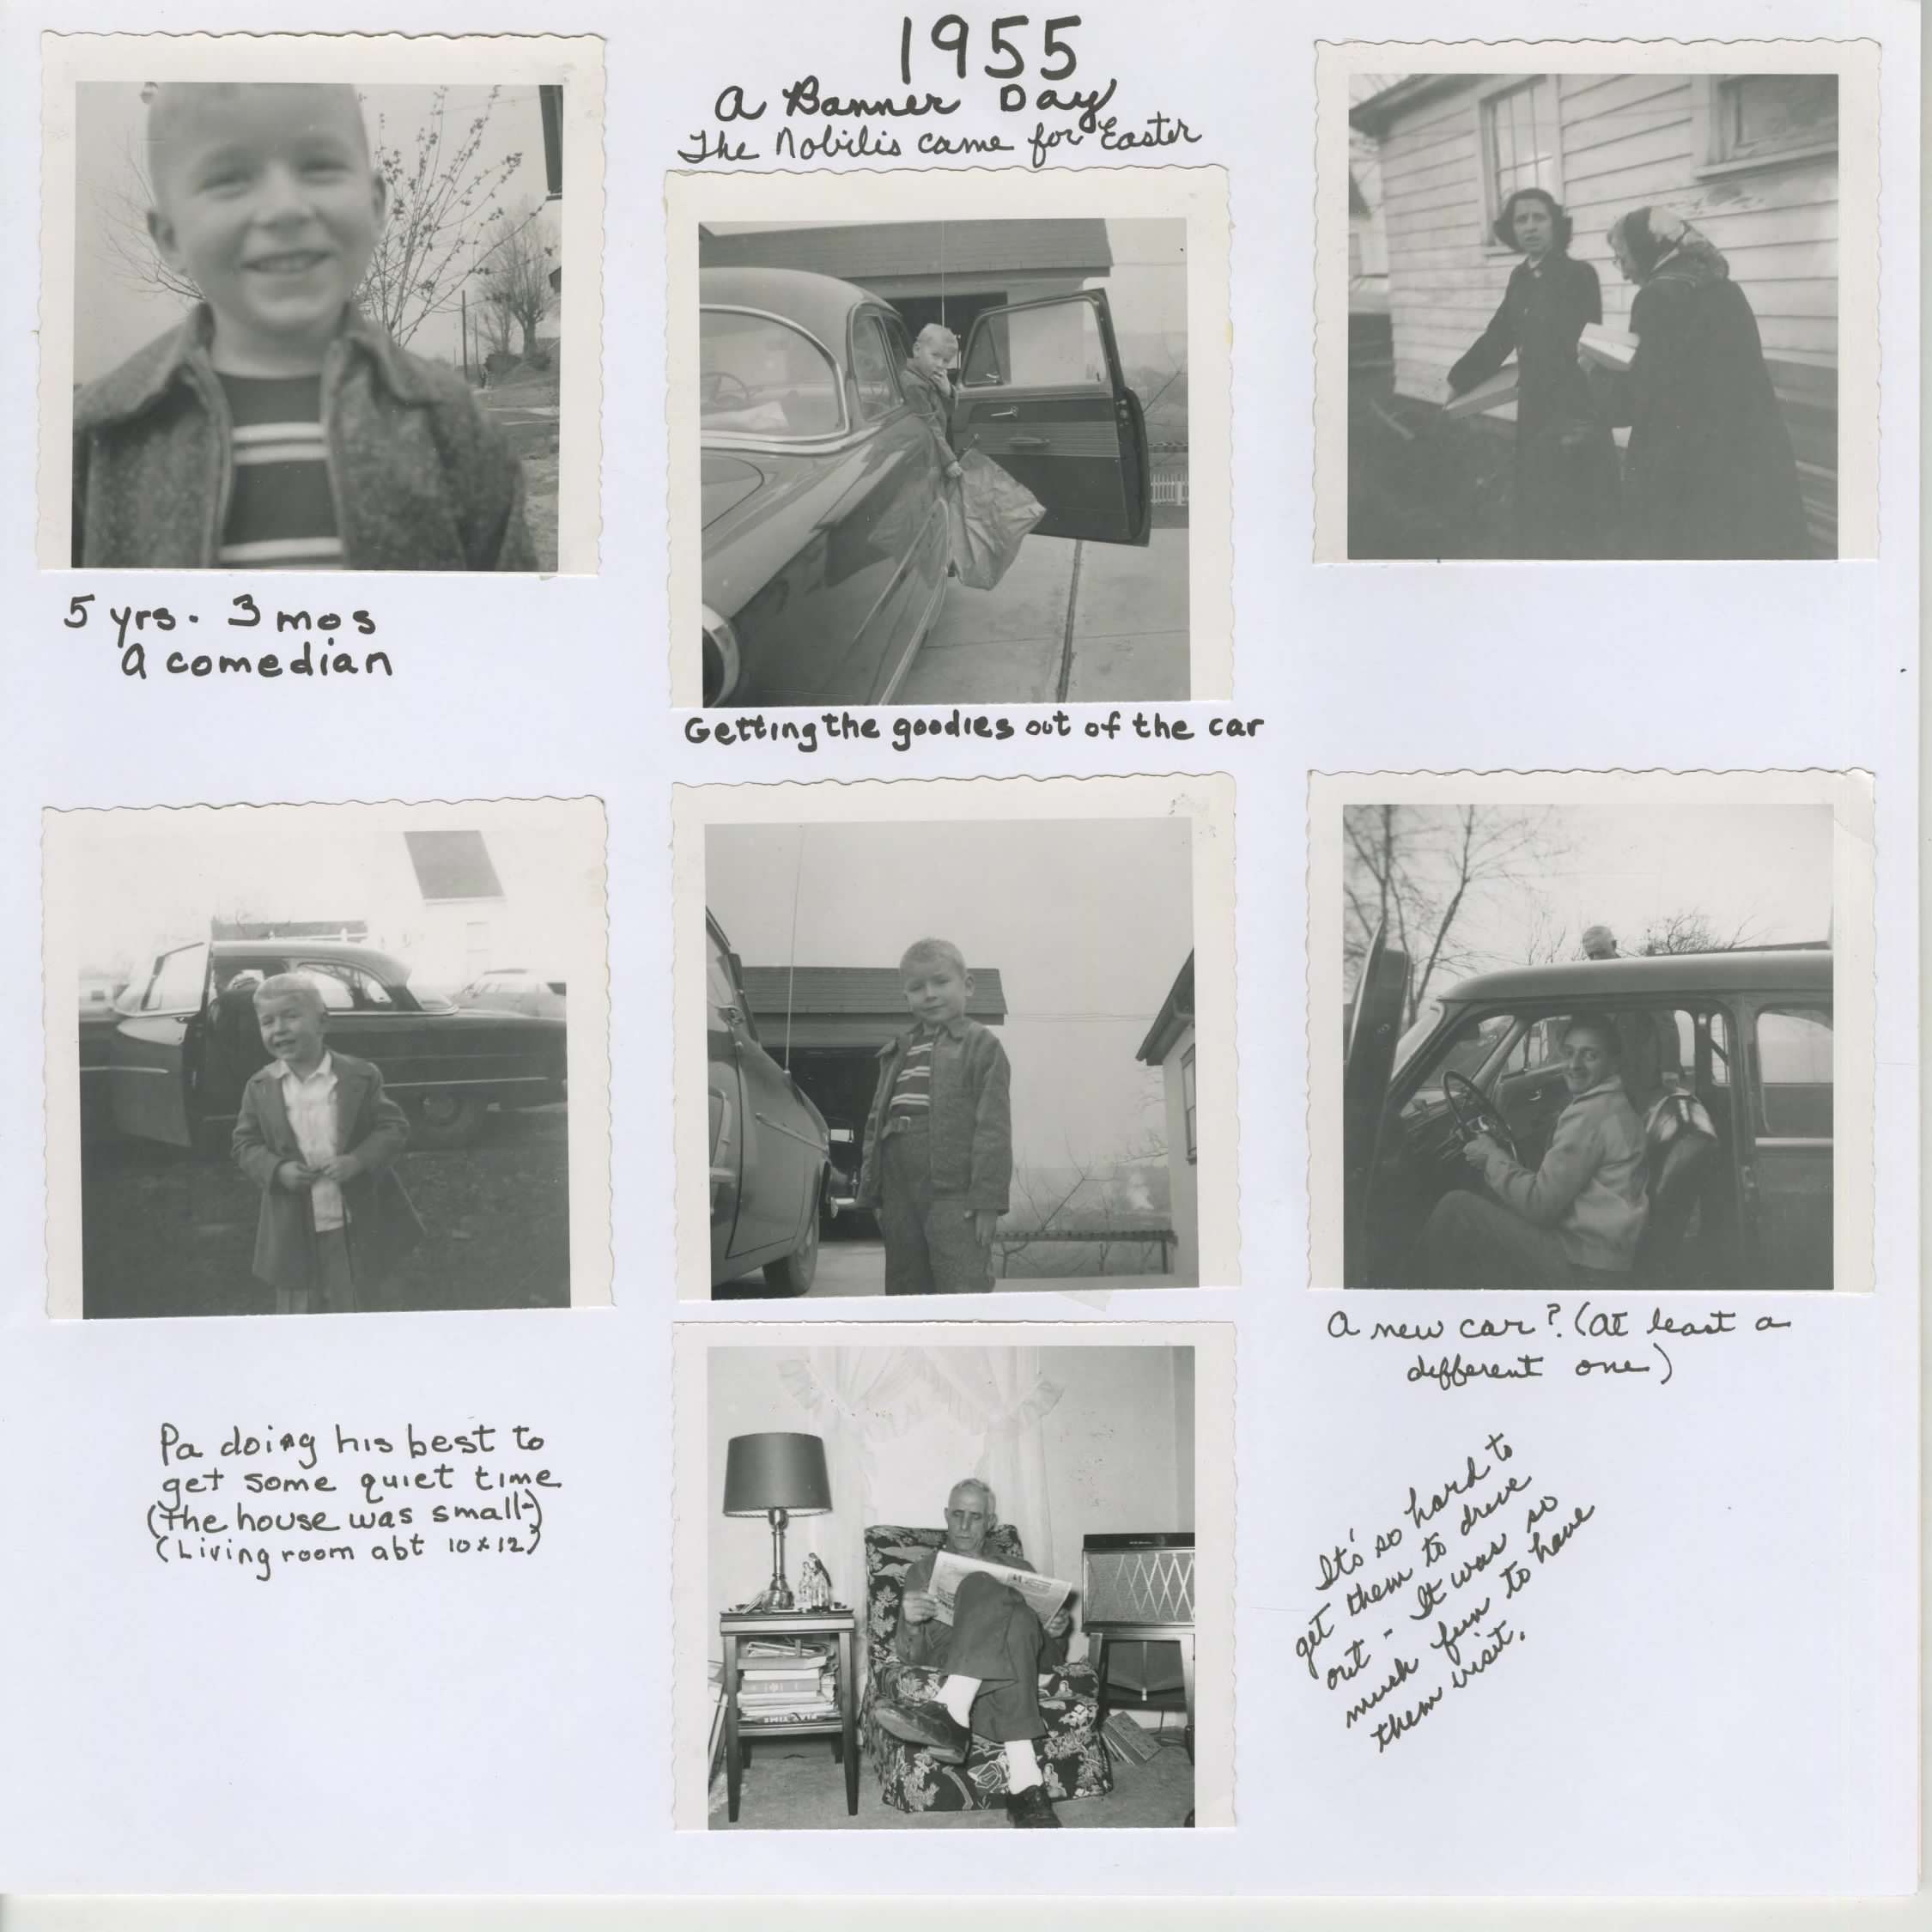 1955
A Banner Day
The Nobilis came for Easter
5 yrs. 3 mos
A comedian
Getting the goodies out of the car
A new car? (at least a
different one)
Pa doing his best to
get some quiet time
(the house was small-)
(Living room abt 10x12)
It's so hard to
get them to drive
out - It was so
much fun to have
them visit.
PLAY TIME